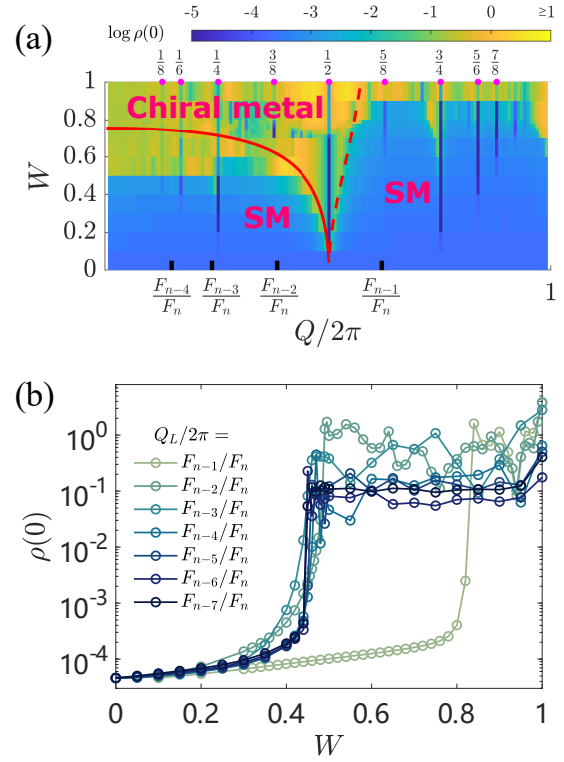 (a)
log ρ(0)
-5 -4 -3 -2 -1 0 ≥1
1/8 1/6 1/4 3/8 1/2 5/8 3/4 5/6 7/8
1
0.8
0.6
0.4
0.2
0
W
Chiral metal
SM
SM
F_{n-4}/F_n F_{n-3}/F_n F_{n-2}/F_n F_{n-1}/F_n 1
Q/2π
(b)
10^0
10^{-1}
10^{-2}
10^{-3}
10^{-4}
ρ(0)
Q_L/2π =
F_{n-1}/F_n
F_{n-2}/F_n
F_{n-3}/F_n
F_{n-4}/F_n
F_{n-5}/F_n
F_{n-6}/F_n
F_{n-7}/F_n
0 0.2 0.4 0.6 0.8 1
W